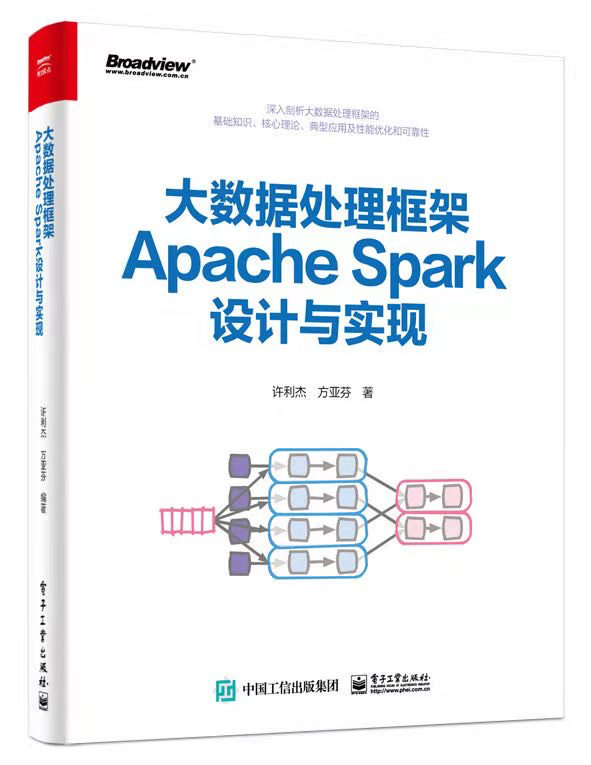 Broadview®
www.broadview.com.cn
深入剖析大数据处理框架的
基础知识、核心理论、典型应用及性能优化和可靠性
大数据处理框架
Apache Spark
设计与实现
许利杰 方亚芬 著
中国工信出版集团
电子工业出版社
PUBLISHING HOUSE OF ELECTRONICS INDUSTRY
http://www.phei.com.cn
大数据处理框架
Apache Spark设计与实现
许利杰 方亚芬 编著
电子工业出版社